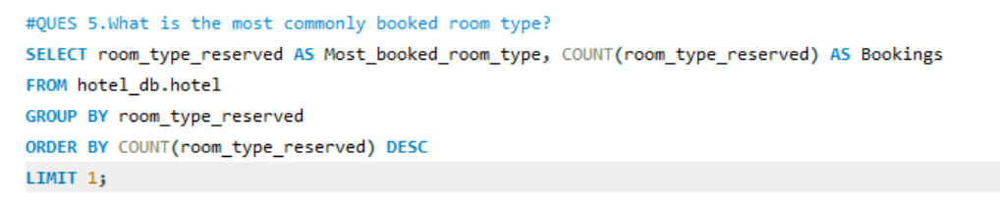 #QUES 5.What is the most commonly booked room type?
SELECT room_type_reserved AS Most_booked_room_type, COUNT(room_type_reserved) AS Bookings
FROM hotel_db.hotel
GROUP BY room_type_reserved
ORDER BY COUNT(room_type_reserved) DESC
LIMIT 1;